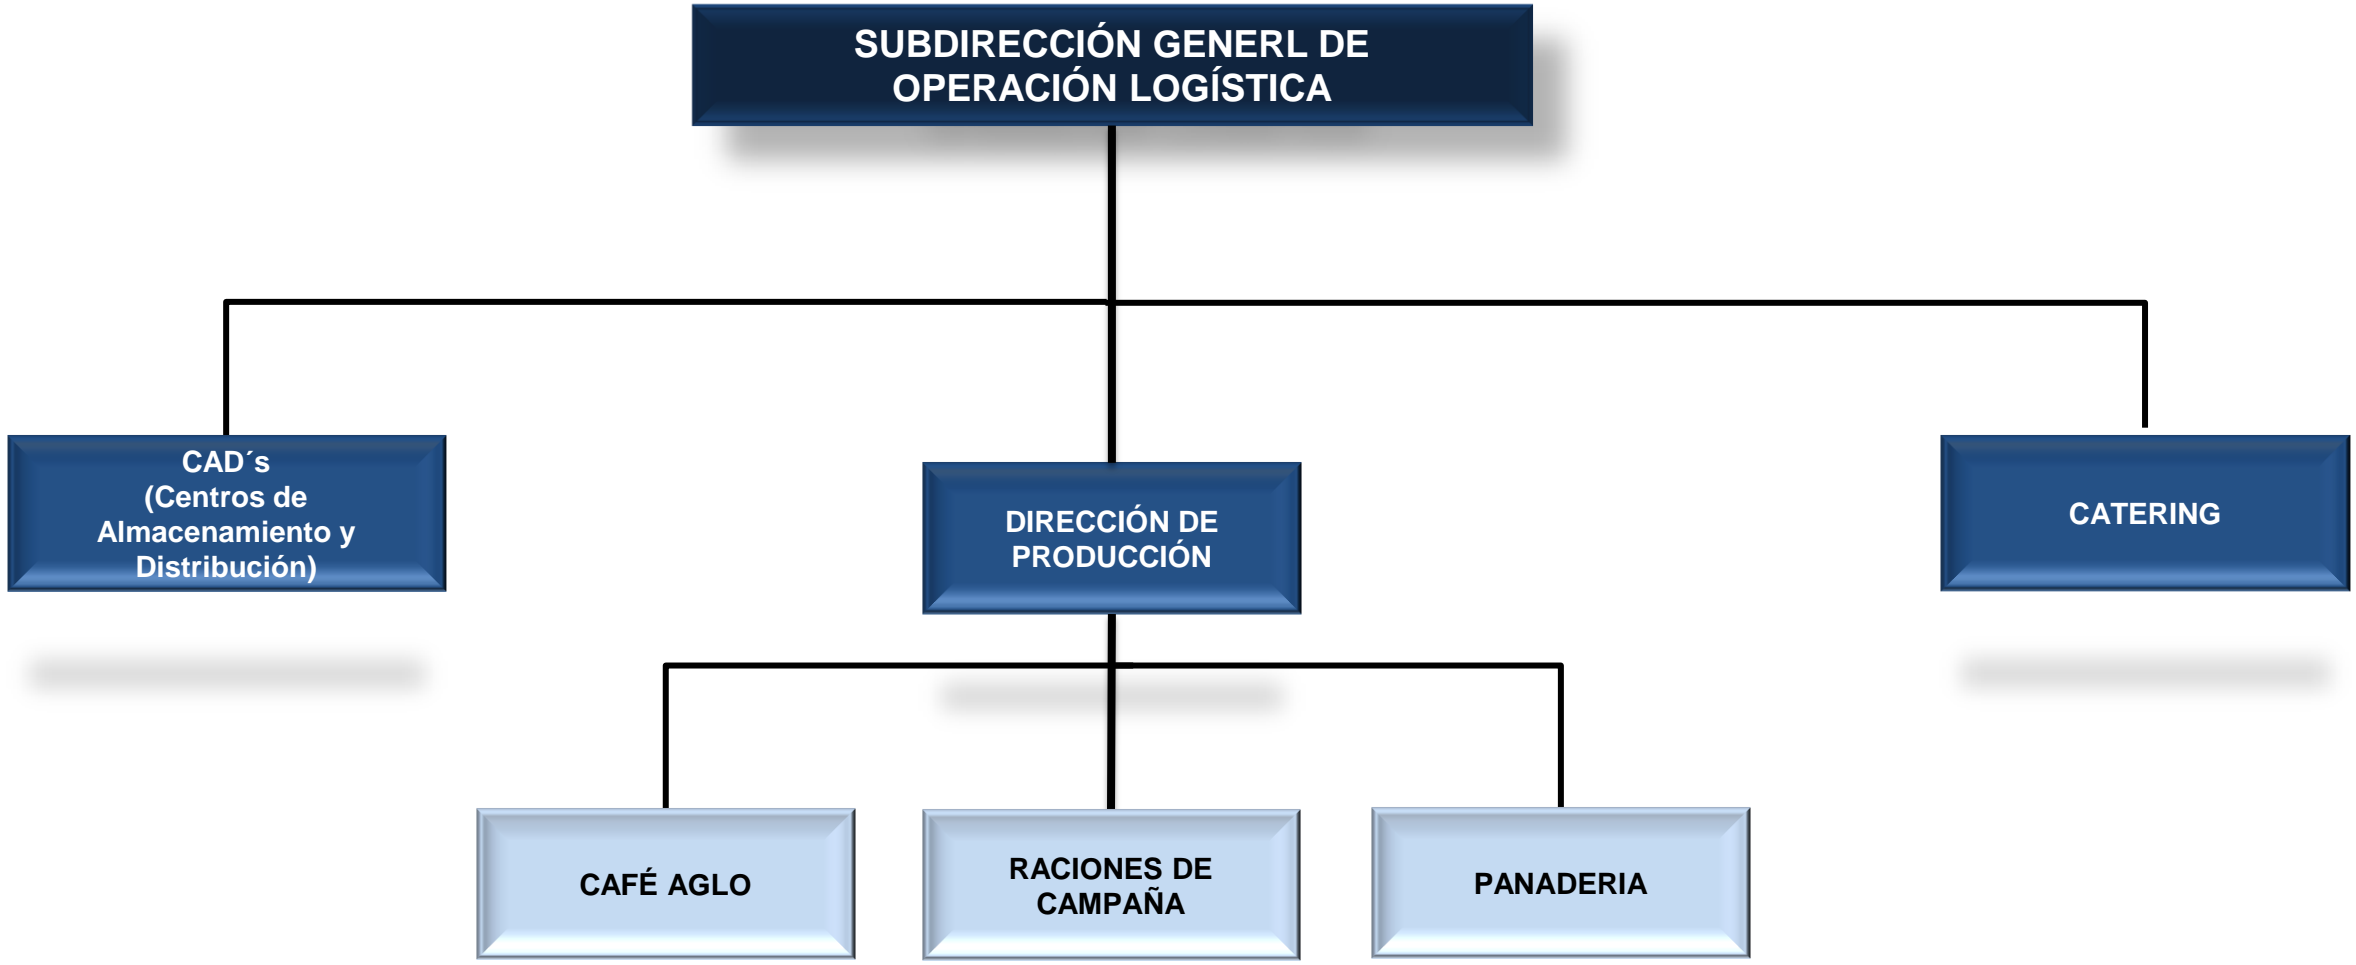 SUBDIRECCIÓN GENERL DE
OPERACIÓN LOGÍSTICA
CAD´s
(Centros de
Almacenamiento y
Distribución)
DIRECCIÓN DE
PRODUCCIÓN
CATERING
CAFÉ AGLO
RACIONES DE
CAMPAÑA
PANADERIA